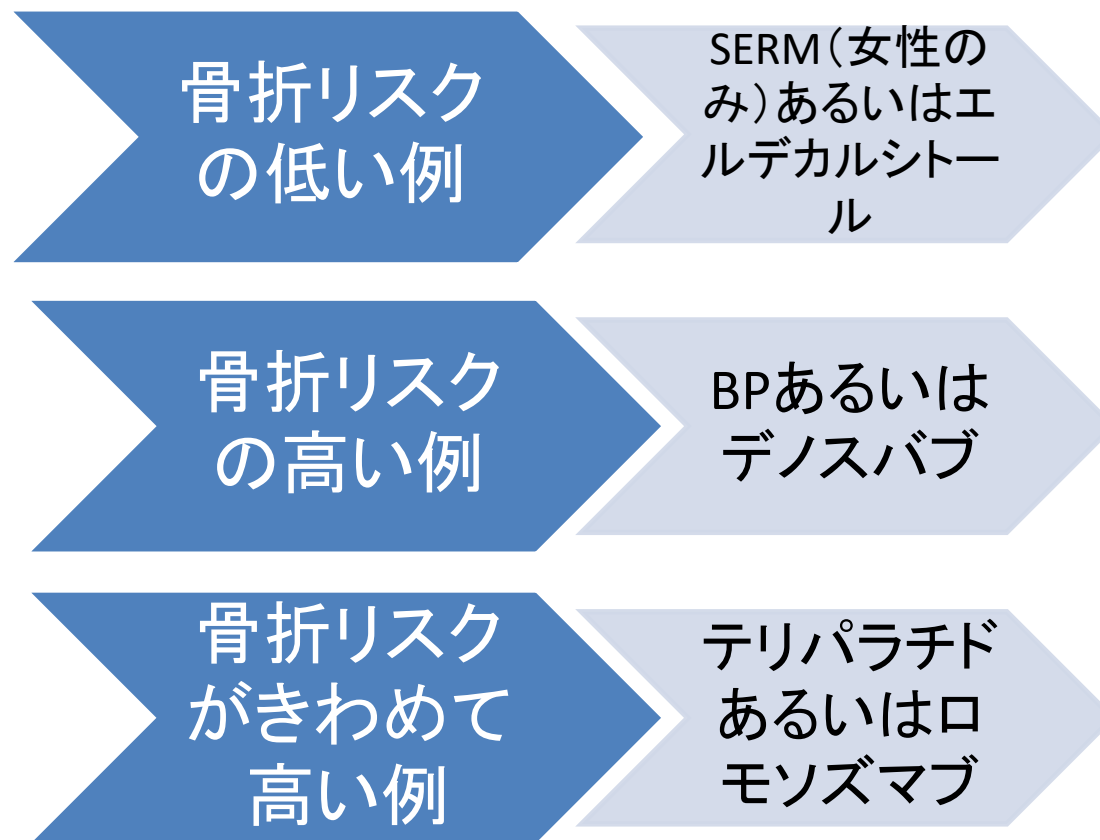 骨折リスク
の低い例
SERM（女性の
み）あるいはエ
ルデカルシトー
ル
骨折リスク
の高い例
BPあるいは
デノスバブ
骨折リスク
がきわめて
高い例
テリパラチド
あるいはロ
モソズマブ